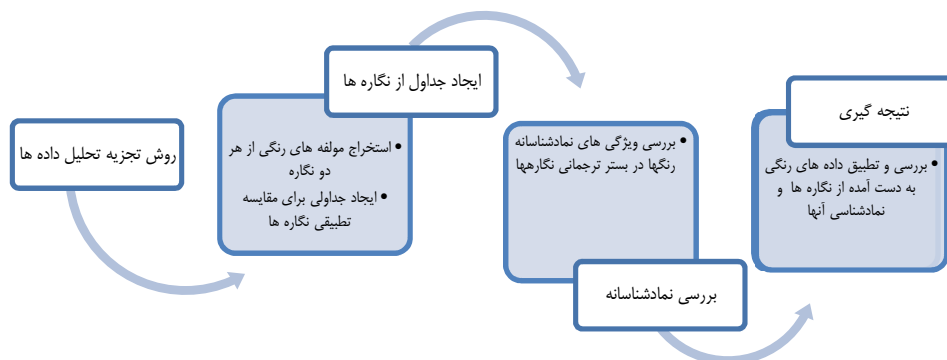 روش تجزیه تحلیل داده ها
ایجاد جداول از نگاره ها
• استخراج مولفه های رنگی از هر
دو نگاره
• ایجاد جداولی برای مقایسه
تطبیقی نگاره ها
• بررسی ویژگی های نمادشناسانه
رنگها در بستر ترجمانی نگارهها
بررسی نمادشناسانه
نتیجه گیری
• بررسی و تطبیق داده های رنگی
به دست آمده از نگاره ها و
نمادشناسی آنها